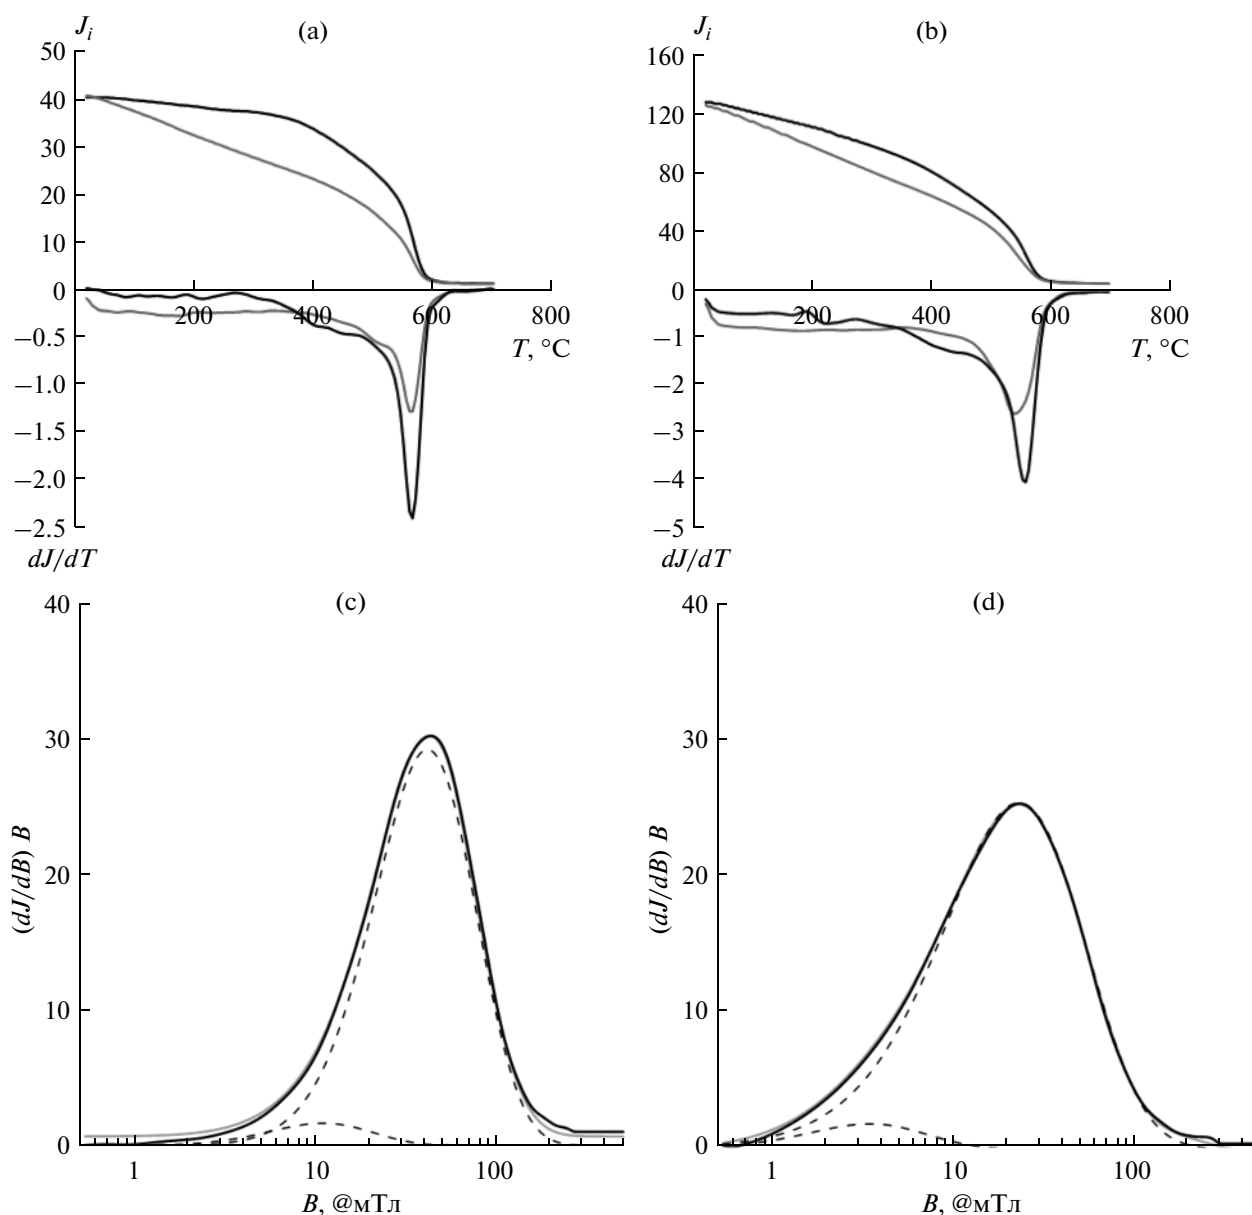 J_i (a) J_i (b)
50 160
40 120
30 80
20
10 40
0 200 400 600 800 0 200 400 600 800
−0.5 T, °C −1 T, °C
−1.0 −2
−1.5 −3
−2.0 −4
−2.5 −5
dJ/dT dJ/dT
40 (c) 40 (d)
30 30
(dJ/dB) B (dJ/dB) B
20 20
10 10
0 0
1 10 100 1 10 100
B, @мТл B, @мТл